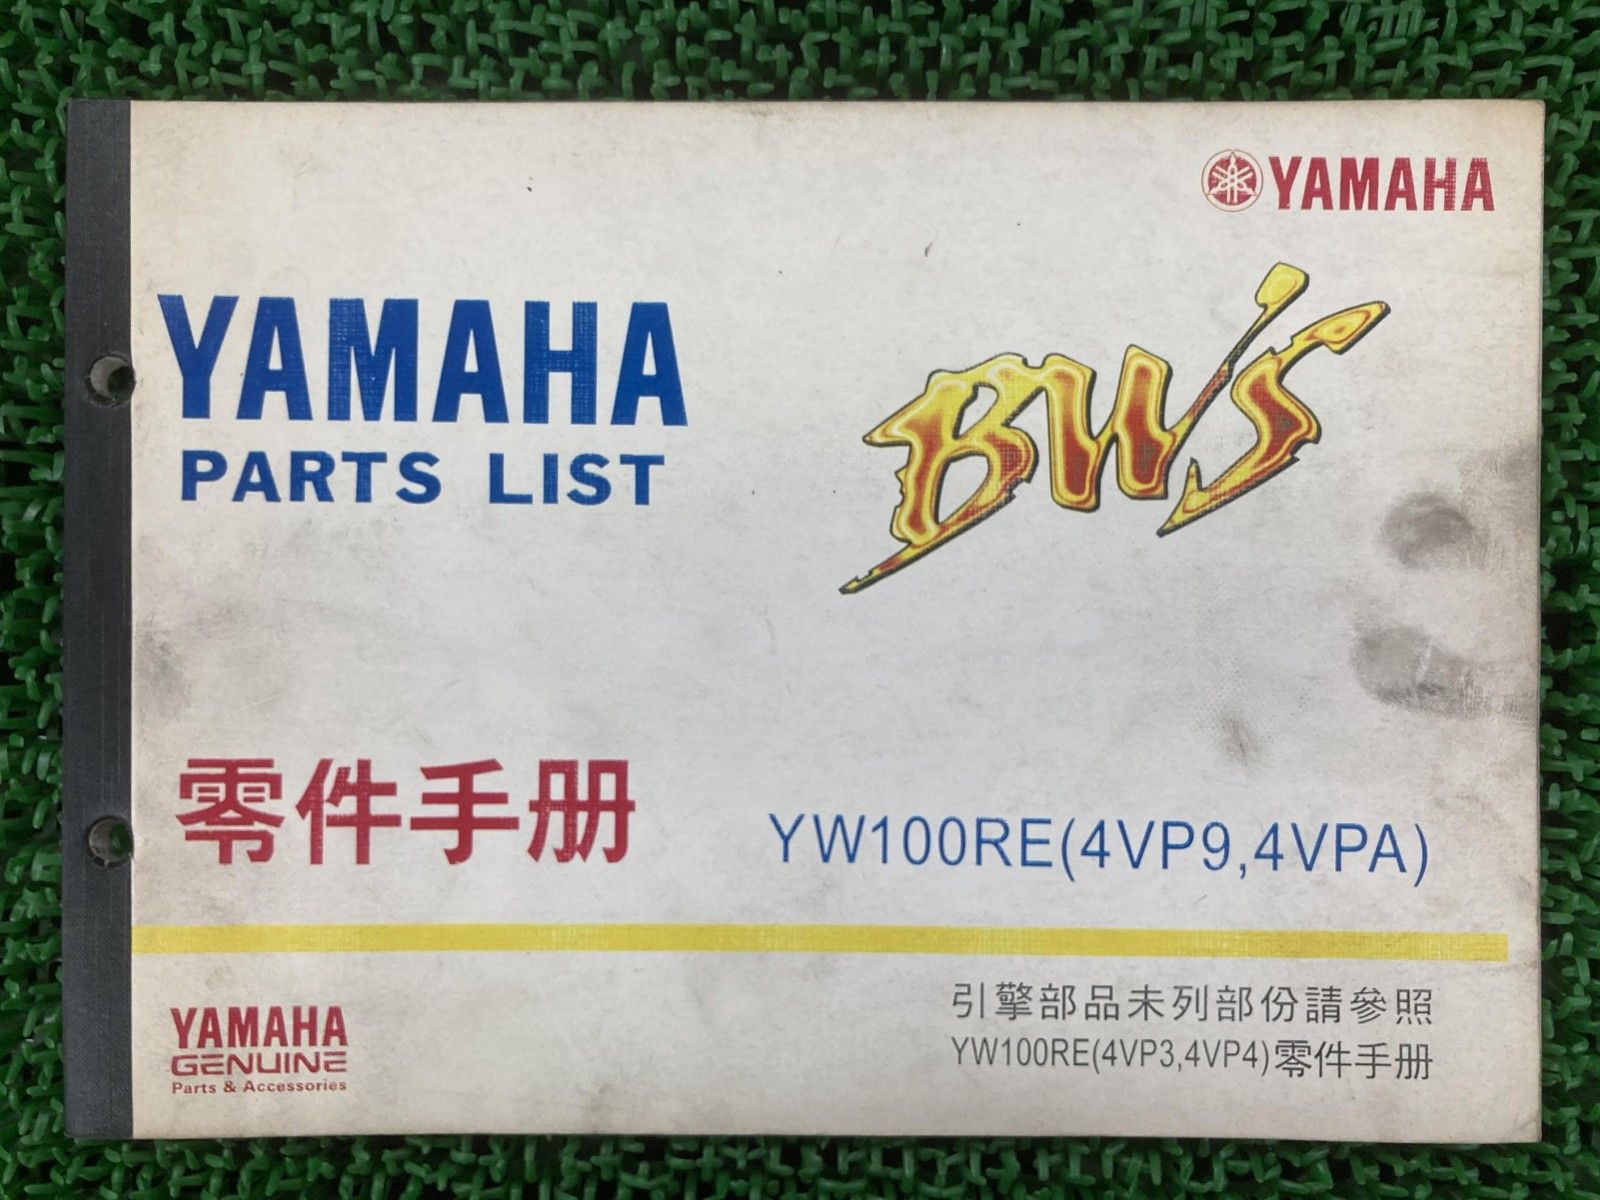 YAMAHA
YAMAHA
PARTS LIST
BW'S
零件手册
YW100RE(4VP9,4VPA)
YAMAHA
GENUINE
Parts & Accessories
引擎部品未列部份請參照
YW100RE(4VP3,4VP4)零件手册